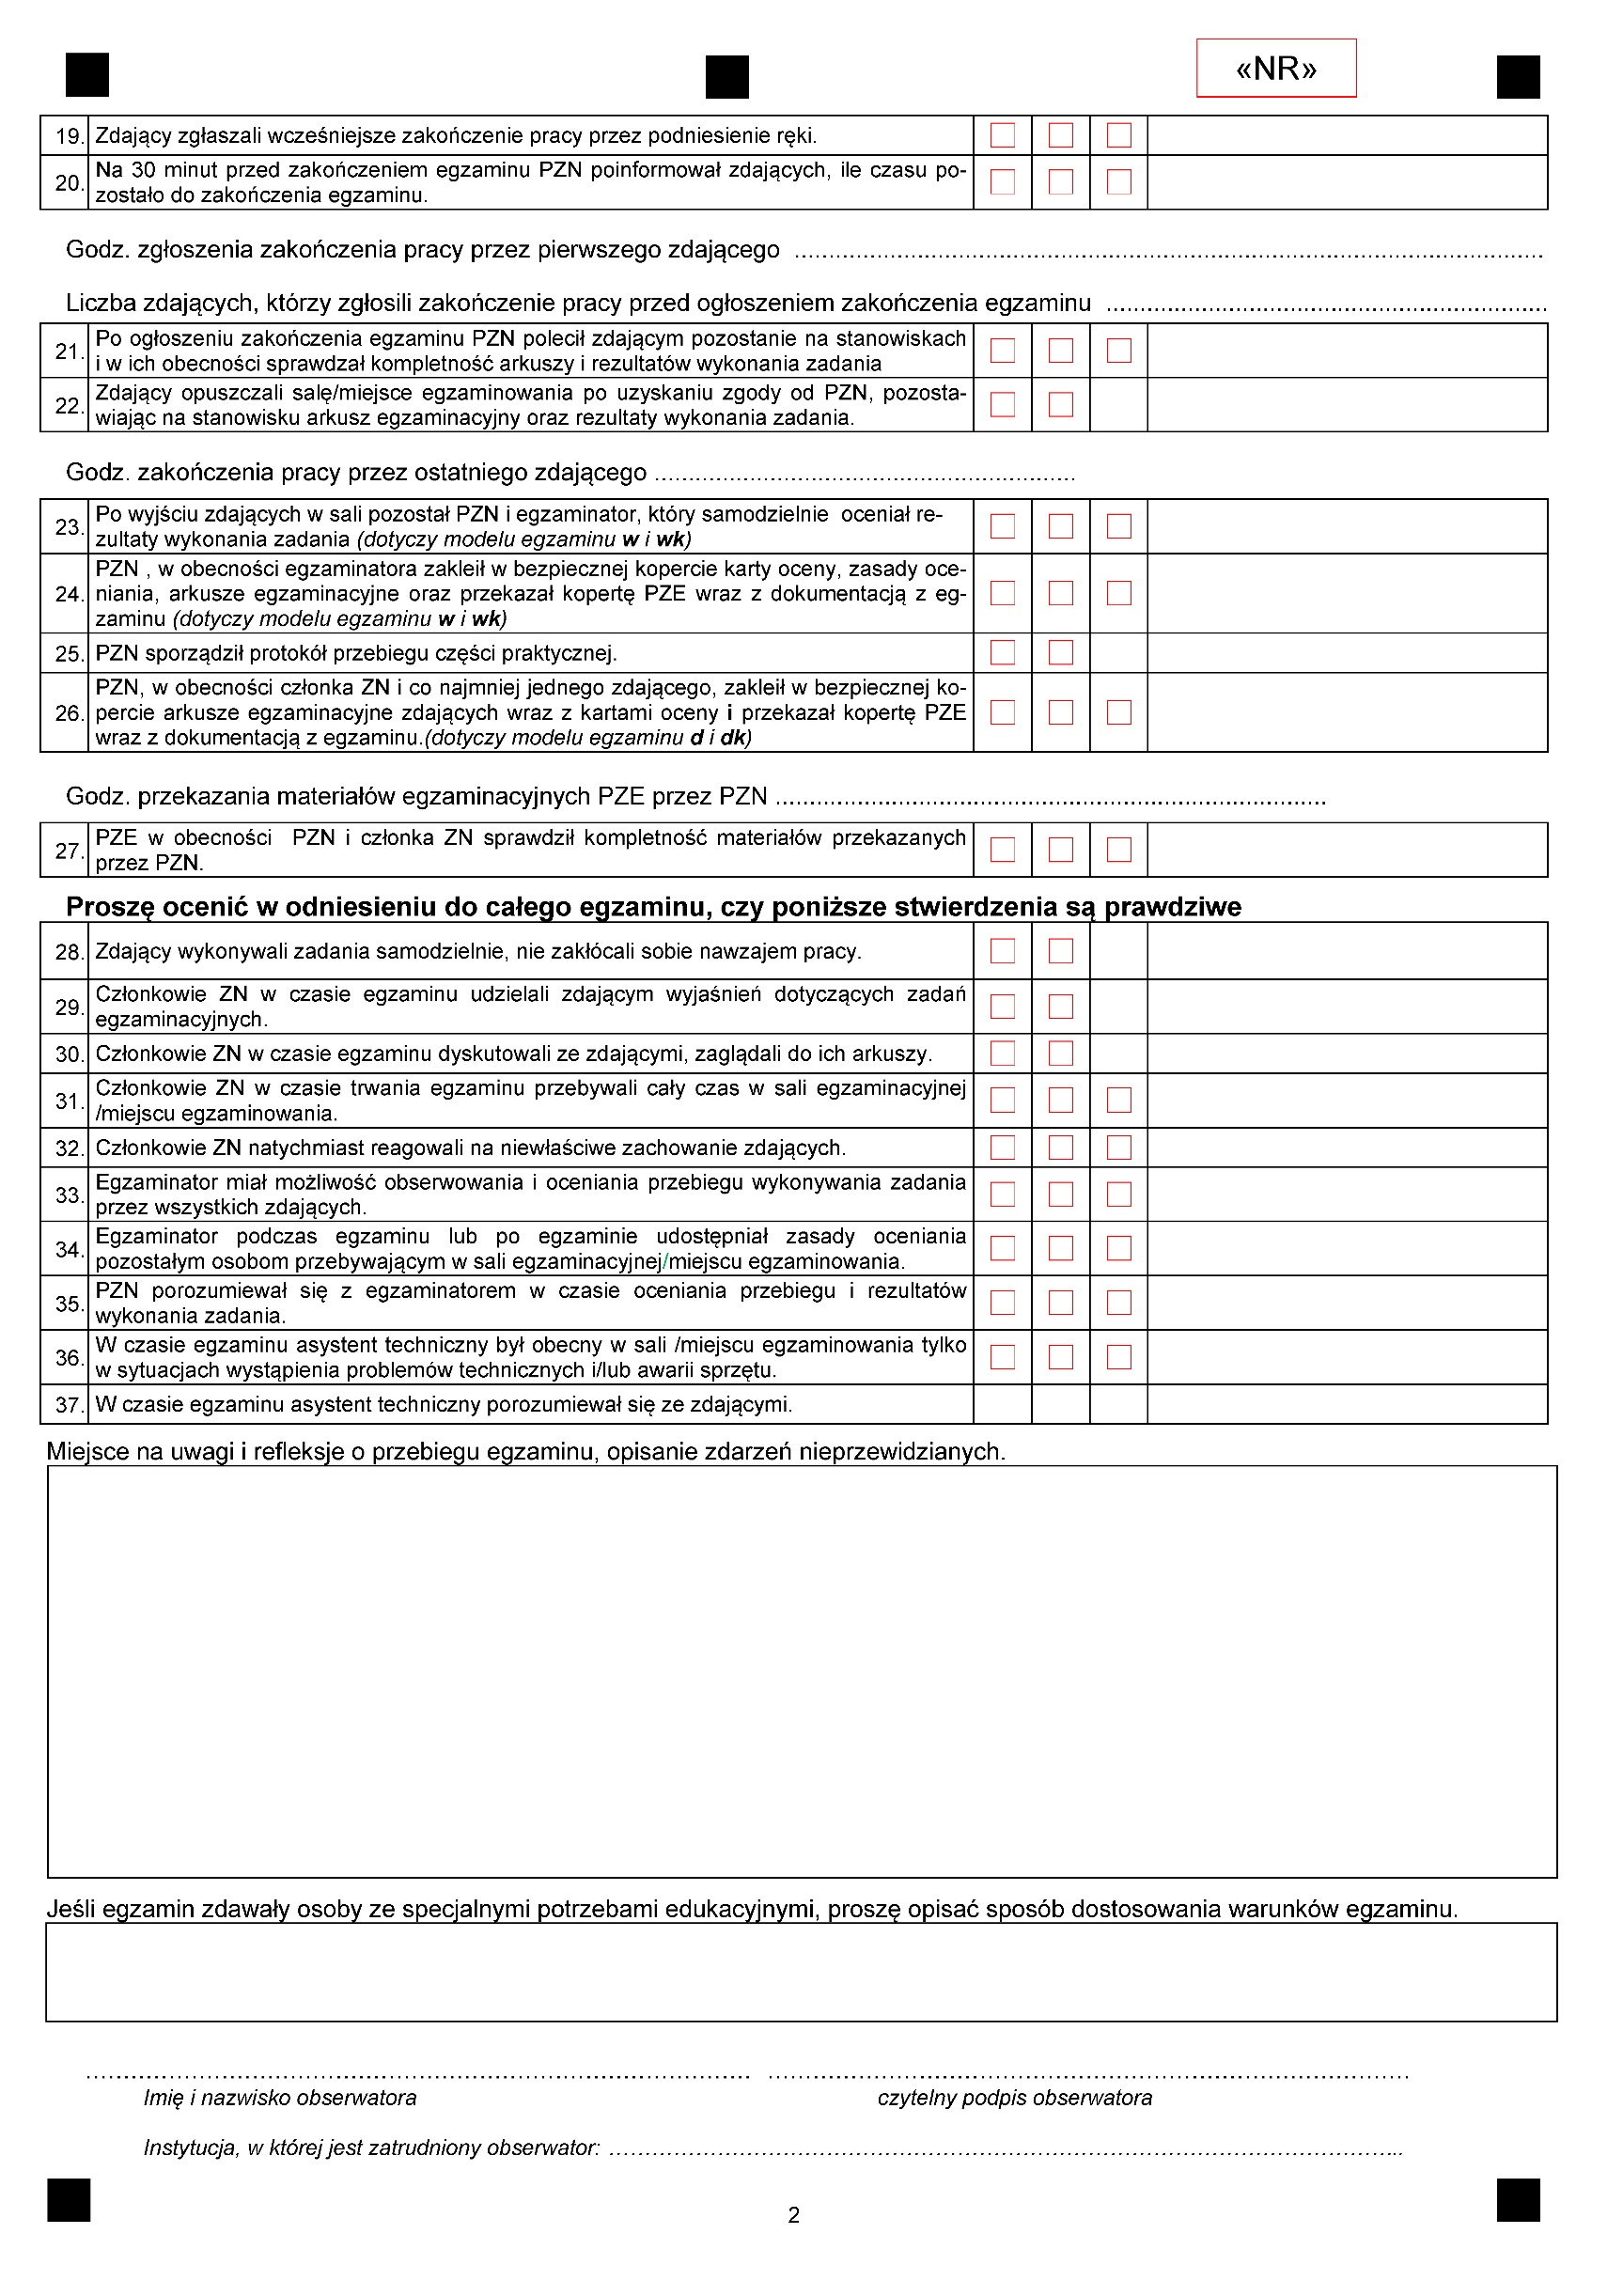 «NR»
19. Zdający zgłaszali wcześniejsze zakończenie pracy przez podniesienie ręki.
20. Na 30 minut przed zakończeniem egzaminu PZN poinformował zdających, ile czasu po-
zostało do zakończenia egzaminu.
Godz. zgłoszenia zakończenia pracy przez pierwszego zdającego ..........
Liczba zdających, którzy zgłosili zakończenie pracy przed ogłoszeniem zakończenia egzaminu ..........
21. Po ogłoszeniu zakończenia egzaminu PZN polecił zdającym pozostanie na stanowiskach
i w ich obecności sprawdzał kompletność arkuszy i rezultatów wykonania zadania
22. Zdający opuszczali salę/miejsce egzaminowania po uzyskaniu zgody od PZN, pozosta-
wiając na stanowisku arkusz egzaminacyjny oraz rezultaty wykonania zadania.
Godz. zakończenia pracy przez ostatniego zdającego ..........
23. Po wyjściu zdających w sali pozostał PZN i egzaminator, który samodzielnie oceniał re-
zultaty wykonania zadania (dotyczy modelu egzaminu w i wk)
24. PZN , w obecności egzaminatora zakleił w bezpiecznej kopercie karty oceny, zasady oce-
niania, arkusze egzaminacyjne oraz przekazał kopertę PZE wraz z dokumentacją z eg-
zaminu (dotyczy modelu egzaminu w i wk)
25. PZN sporządził protokół przebiegu części praktycznej.
26. PZN, w obecności członka ZN i co najmniej jednego zdającego, zakleił w bezpiecznej ko-
percie arkusze egzaminacyjne zdających wraz z kartami oceny i przekazał kopertę PZE
wraz z dokumentacją z egzaminu.(dotyczy modelu egzaminu d i dk)
Godz. przekazania materiałów egzaminacyjnych PZE przez PZN ..........
27. PZE w obecności PZN i członka ZN sprawdził kompletność materiałów przekazanych
przez PZN.
Proszę ocenić w odniesieniu do całego egzaminu, czy poniższe stwierdzenia są prawdziwe
28. Zdający wykonywali zadania samodzielnie, nie zakłócali sobie nawzajem pracy.
29. Członkowie ZN w czasie egzaminu udzielali zdającym wyjaśnień dotyczących zadań
egzaminacyjnych.
30. Członkowie ZN w czasie egzaminu dyskutowali ze zdającymi, zaglądali do ich arkuszy.
31. Członkowie ZN w czasie trwania egzaminu przebywali cały czas w sali egzaminacyjnej
/miejscu egzaminowania.
32. Członkowie ZN natychmiast reagowali na niewłaściwe zachowanie zdających.
33. Egzaminator miał możliwość obserwowania i oceniania przebiegu wykonywania zadania
przez wszystkich zdających.
34. Egzaminator podczas egzaminu lub po egzaminie udostępniał zasady oceniania
pozostałym osobom przebywającym w sali egzaminacyjnej/miejscu egzaminowania.
35. PZN porozumiewał się z egzaminatorem w czasie oceniania przebiegu i rezultatów
wykonania zadania.
36. W czasie egzaminu asystent techniczny był obecny w sali /miejscu egzaminowania tylko
w sytuacjach wystąpienia problemów technicznych i/lub awarii sprzętu.
37. W czasie egzaminu asystent techniczny porozumiewał się ze zdającymi.
Miejsce na uwagi i refleksje o przebiegu egzaminu, opisanie zdarzeń nieprzewidzianych.
Jeśli egzamin zdawały osoby ze specjalnymi potrzebami edukacyjnymi, proszę opisać sposób dostosowania warunków egzaminu.
.......... ..........
Imię i nazwisko obserwatora czytelny podpis obserwatora
Instytucja, w której jest zatrudniony obserwator: ..........
2